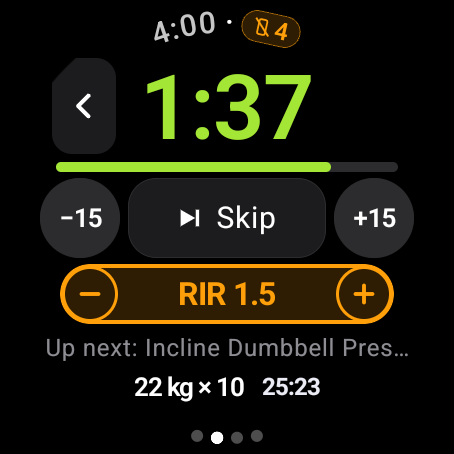 4:00 · 4
1:37
−15 Skip +15
− RIR 1.5 +
Up next: Incline Dumbbell Pres…
22 kg × 10 25:23